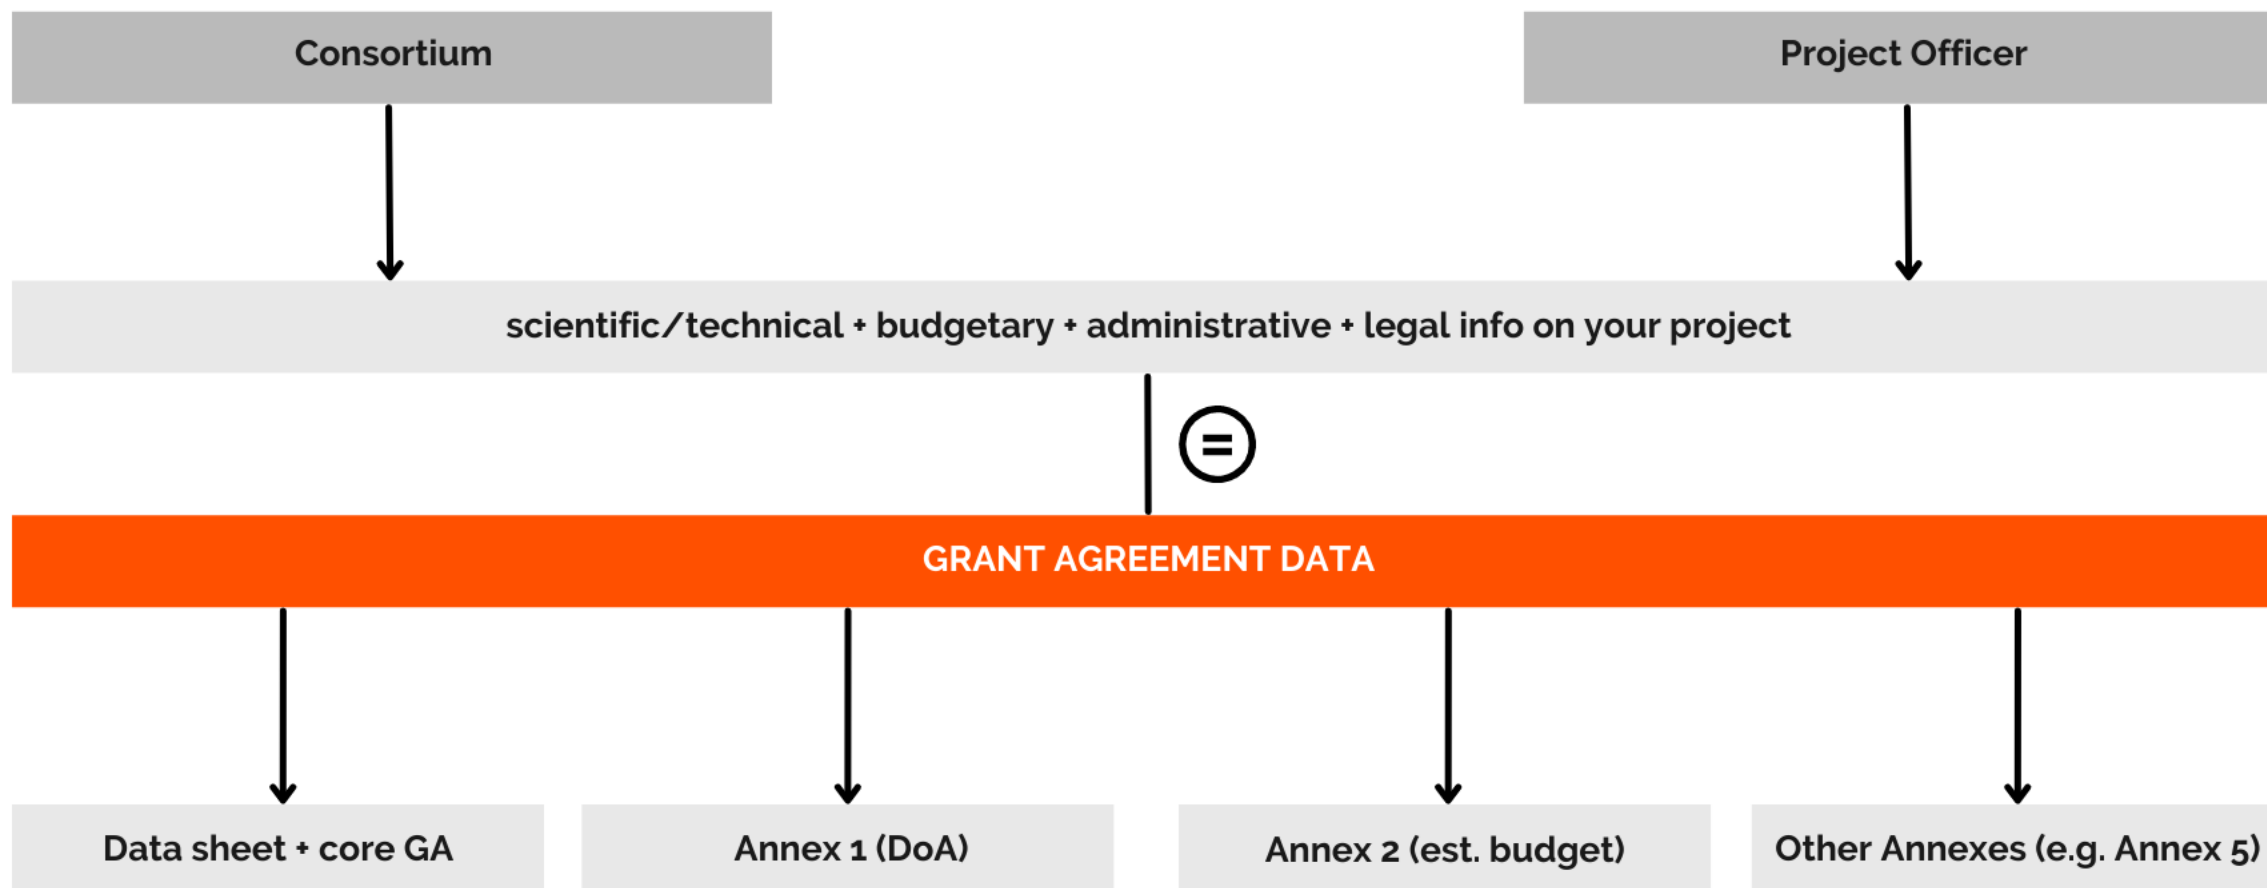 Consortium
Project Officer
scientific/technical + budgetary + administrative + legal info on your project
=
GRANT AGREEMENT DATA
Data sheet + core GA
Annex 1 (DoA)
Annex 2 (est. budget)
Other Annexes (e.g. Annex 5)